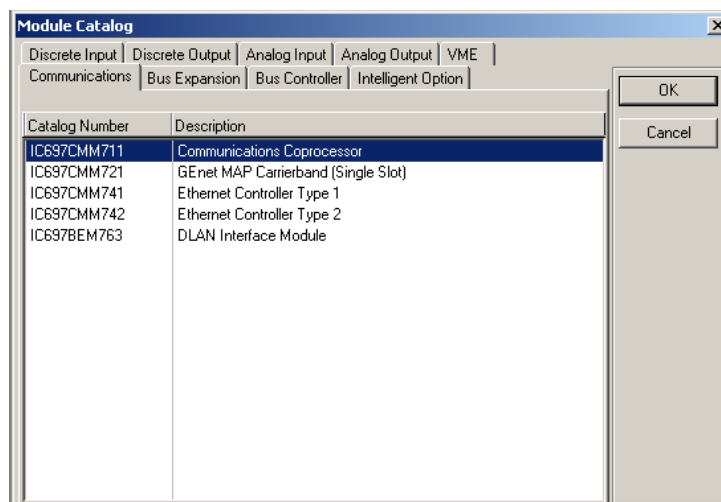 Module Catalog
Discrete Input Discrete Output Analog Input Analog Output VME
Communications Bus Expansion Bus Controller Intelligent Option
OK
Cancel
Catalog Number Description
IC697CMM711 Communications Coprocessor
IC697CMM721 GEnet MAP Carrierband (Single Slot)
IC697CMM741 Ethernet Controller Type 1
IC697CMM742 Ethernet Controller Type 2
IC697BEM763 DLAN Interface Module